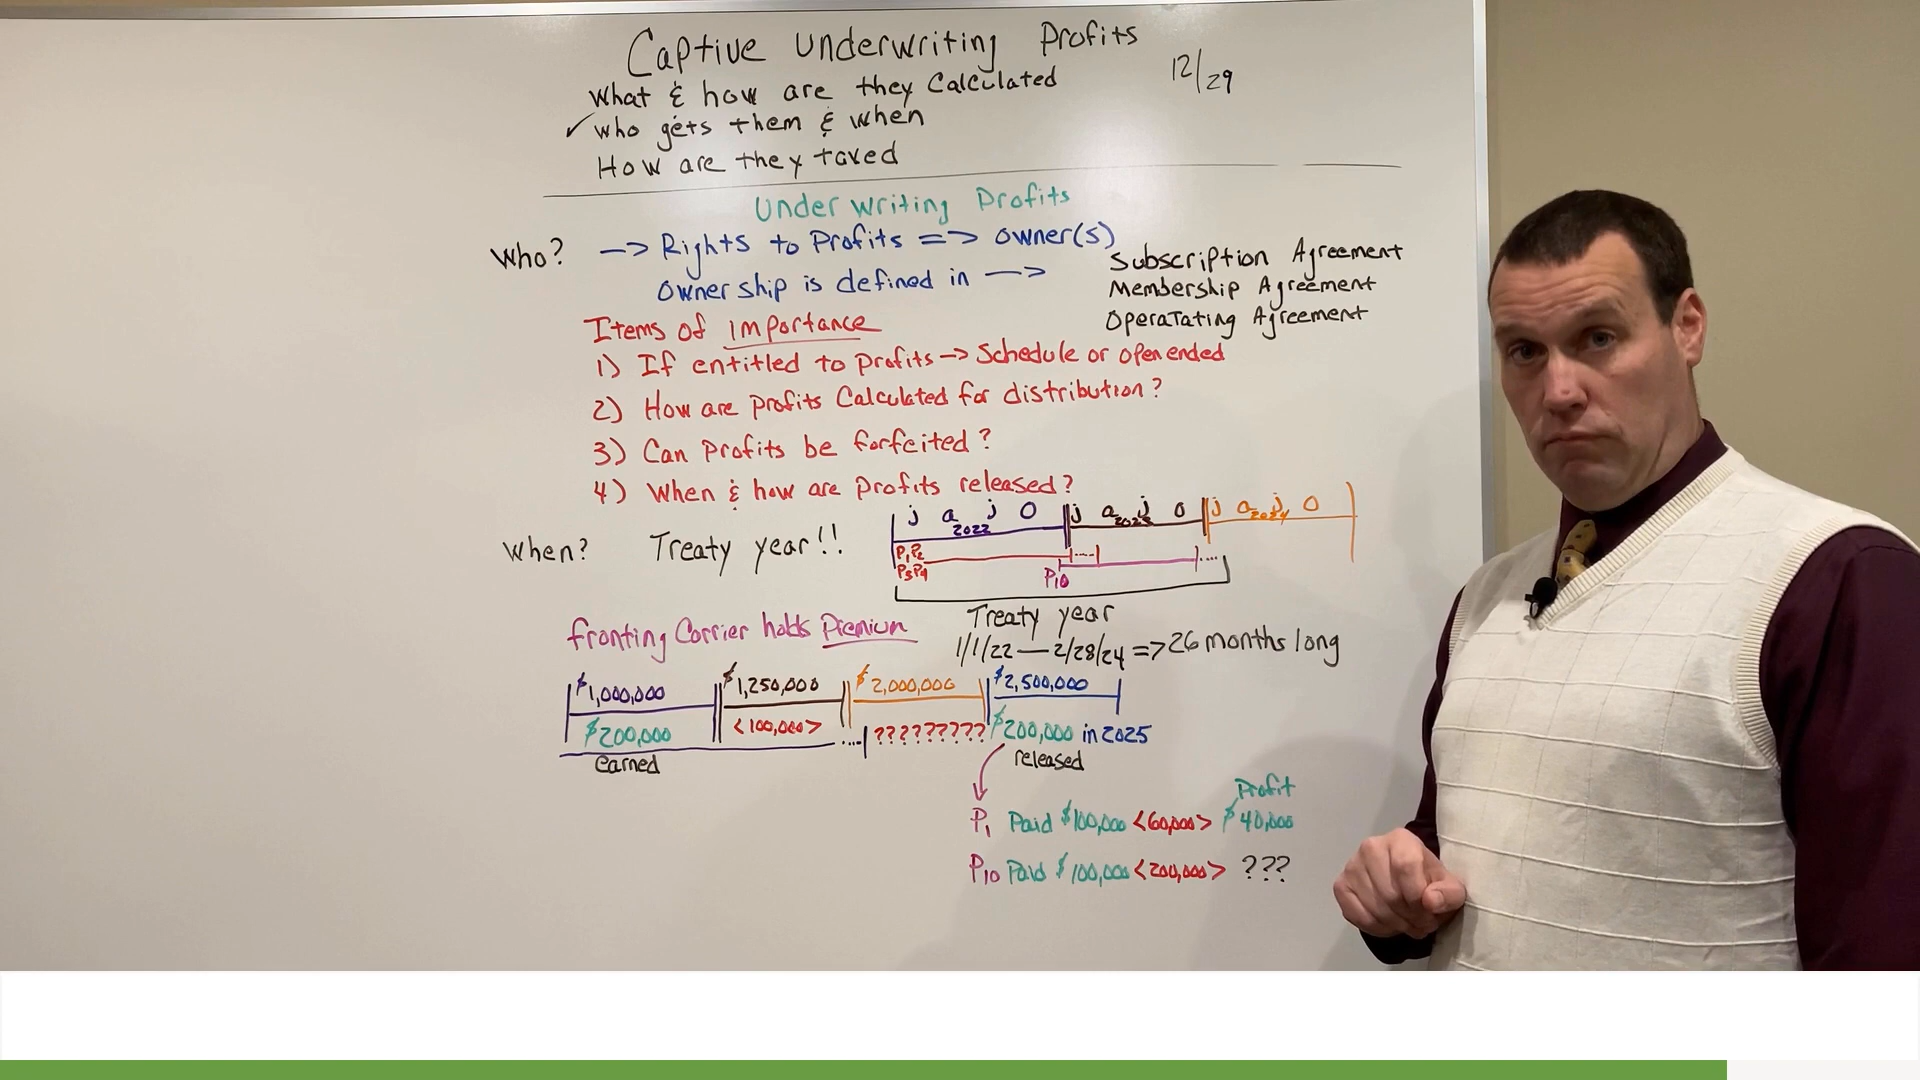 Captive Underwriting Profits
12/29
What & how are they Calculated
✓ who gets them & when
How are they taxed
Underwriting Profits
Who? —> Rights to Profits => owner(s)
Ownership is defined in —>
Subscription Agreement
Membership Agreement
OperaTating Agreement
Items of importance
1) If entitled to profits -> Schedule or open ended
2) How are profits Calculated for distribution?
3) Can Profits be forfeited?
4) When & how are profits released?
When? Treaty year!!
j a j o j a j o j a j o
2022 2023 2024
P1 P2
P3 P4
P10
Treaty year
1/1/22 — 2/28/24 => 26 months long
fronting Carrier holds Premium
$1,000,000 $1,250,000 $2,000,000 $2,500,000
$200,000 <100,000> ????????? $200,000 in 2025
earned released
Profit
P1 Paid $100,000 <60,000> $40,000
P10 Paid $100,000 <200,000> ???